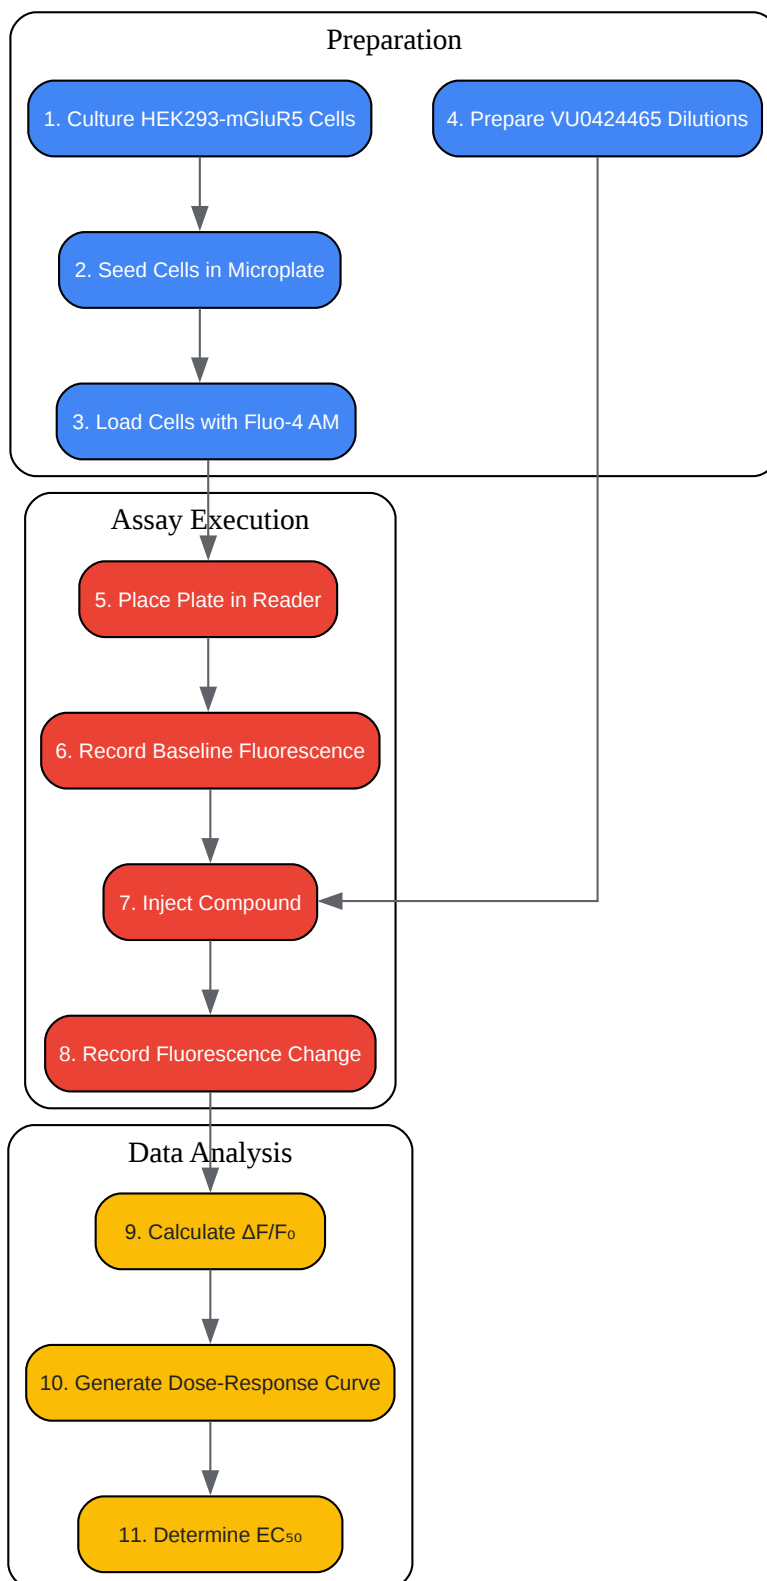 Preparation
1. Culture HEK293-mGluR5 Cells
4. Prepare VU0424465 Dilutions
2. Seed Cells in Microplate
3. Load Cells with Fluo-4 AM
Assay Execution
5. Place Plate in Reader
6. Record Baseline Fluorescence
7. Inject Compound
8. Record Fluorescence Change
Data Analysis
9. Calculate ΔF/F₀
10. Generate Dose-Response Curve
11. Determine EC₅₀